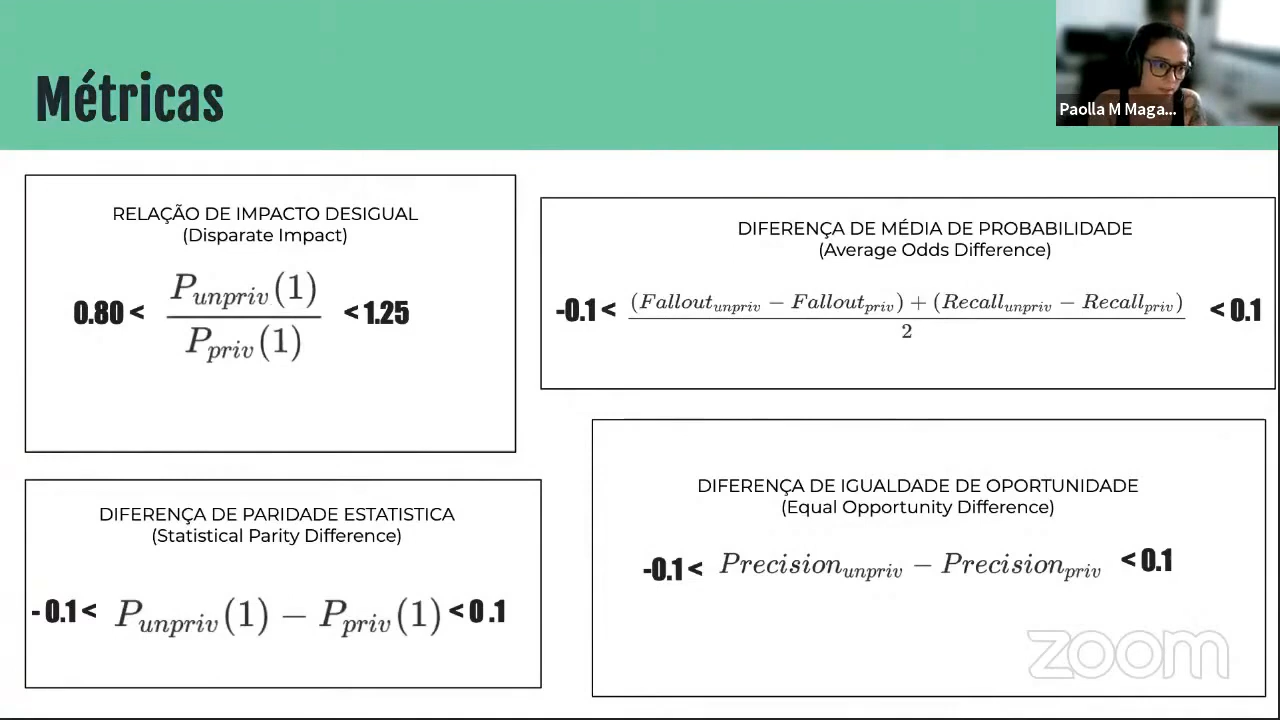 Métricas
Paolla M Maga...
RELAÇÃO DE IMPACTO DESIGUAL
(Disparate Impact)
0.80 < P_unpriv(1) / P_priv(1) < 1.25
DIFERENÇA DE MÉDIA DE PROBABILIDADE
(Average Odds Difference)
-0.1 < (Fallout_unpriv − Fallout_priv) + (Recall_unpriv − Recall_priv) / 2 < 0.1
DIFERENÇA DE PARIDADE ESTATISTICA
(Statistical Parity Difference)
- 0.1 < P_unpriv(1) − P_priv(1) < 0 .1
DIFERENÇA DE IGUALDADE DE OPORTUNIDADE
(Equal Opportunity Difference)
-0.1 < Precision_unpriv − Precision_priv < 0.1
zoom